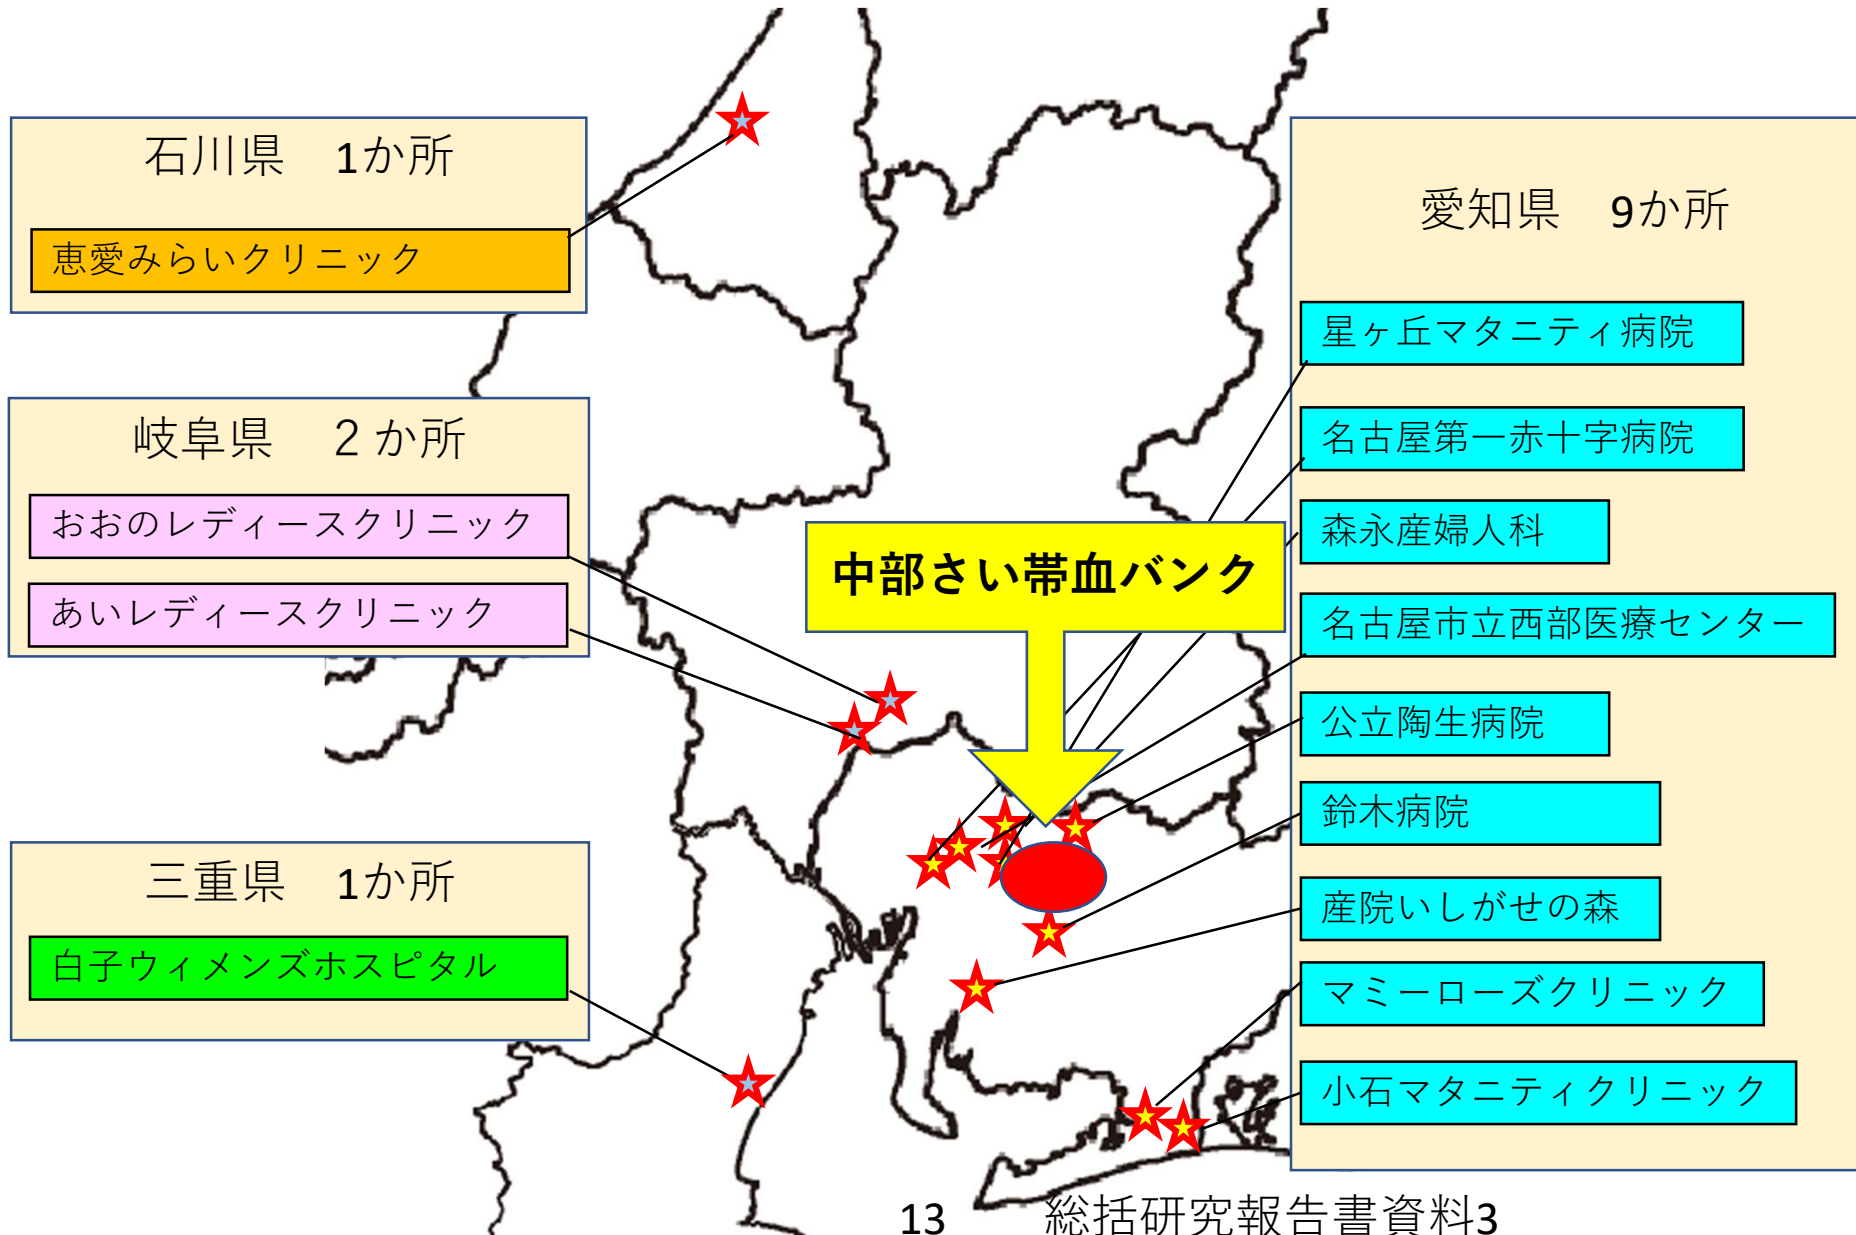 石川県　1か所
恵愛みらいクリニック
岐阜県　２か所
おおのレディースクリニック
あいレディースクリニック
三重県　1か所
白子ウィメンズホスピタル
中部さい帯血バンク
愛知県　9か所
星ヶ丘マタニティ病院
名古屋第一赤十字病院
森永産婦人科
名古屋市立西部医療センター
公立陶生病院
鈴木病院
産院いしがせの森
マミーローズクリニック
小石マタニティクリニック
13　総括研究報告書資料3